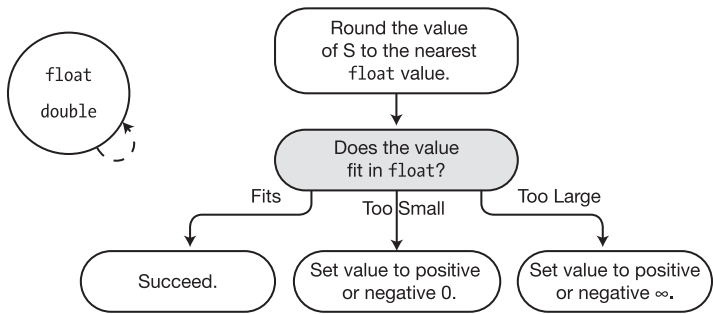 float
double
Round the value
of S to the nearest
float value.
Does the value
fit in float?
Fits
Too Small
Too Large
Succeed.
Set value to positive
or negative 0.
Set value to positive
or negative ∞.